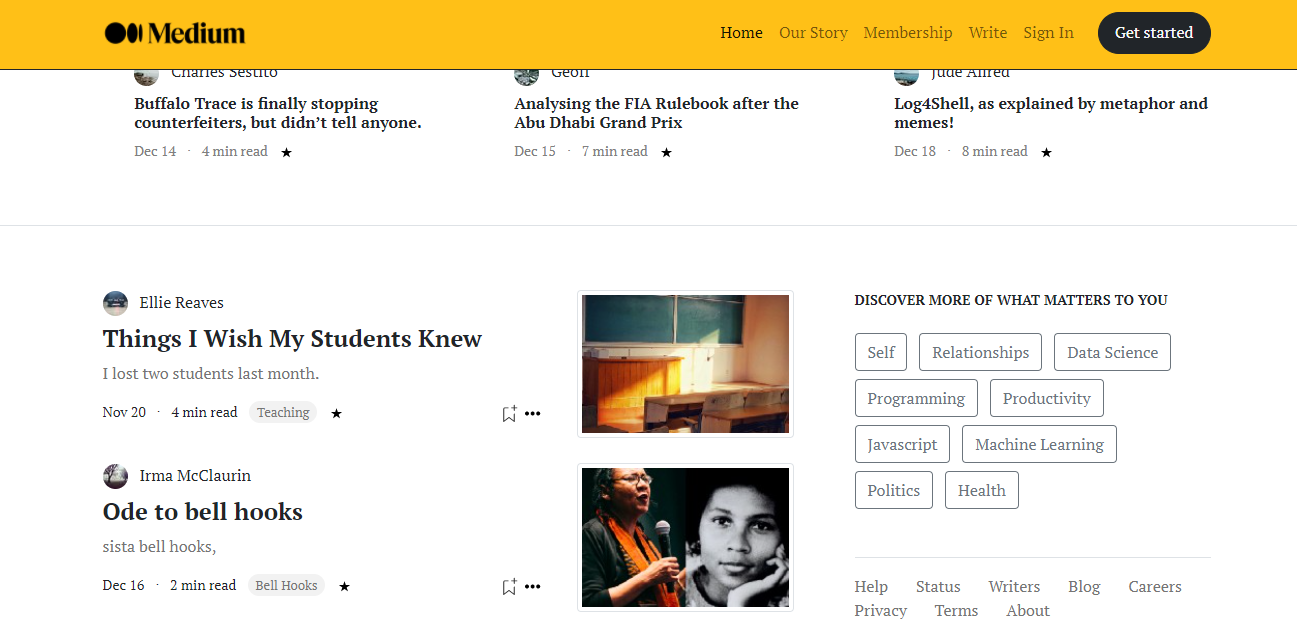 Medium
Home Our Story Membership Write Sign In Get started
Charles Sestito Geoff Jude Allred
Buffalo Trace is finally stopping
counterfeiters, but didn’t tell anyone.
Dec 14 · 4 min read ★
Analysing the FIA Rulebook after the
Abu Dhabi Grand Prix
Dec 15 · 7 min read ★
Log4Shell, as explained by metaphor and
memes!
Dec 18 · 8 min read ★
Ellie Reaves
Things I Wish My Students Knew
I lost two students last month.
Nov 20 · 4 min read Teaching ★
Irma McClaurin
Ode to bell hooks
sista bell hooks,
Dec 16 · 2 min read Bell Hooks ★
DISCOVER MORE OF WHAT MATTERS TO YOU
Self Relationships Data Science
Programming Productivity
Javascript Machine Learning
Politics Health
Help Status Writers Blog Careers
Privacy Terms About